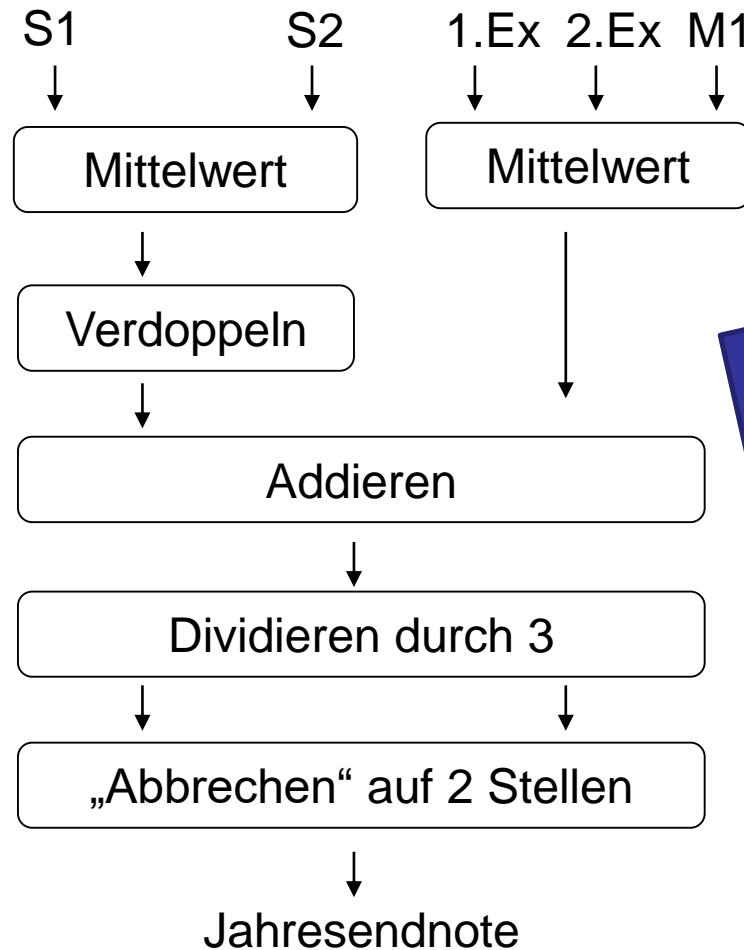 S1 S2 1.Ex 2.Ex M1
Mittelwert Mittelwert
Verdoppeln
Addieren
Dividieren durch 3
„Abbrechen“ auf 2 Stellen
Jahresendnote